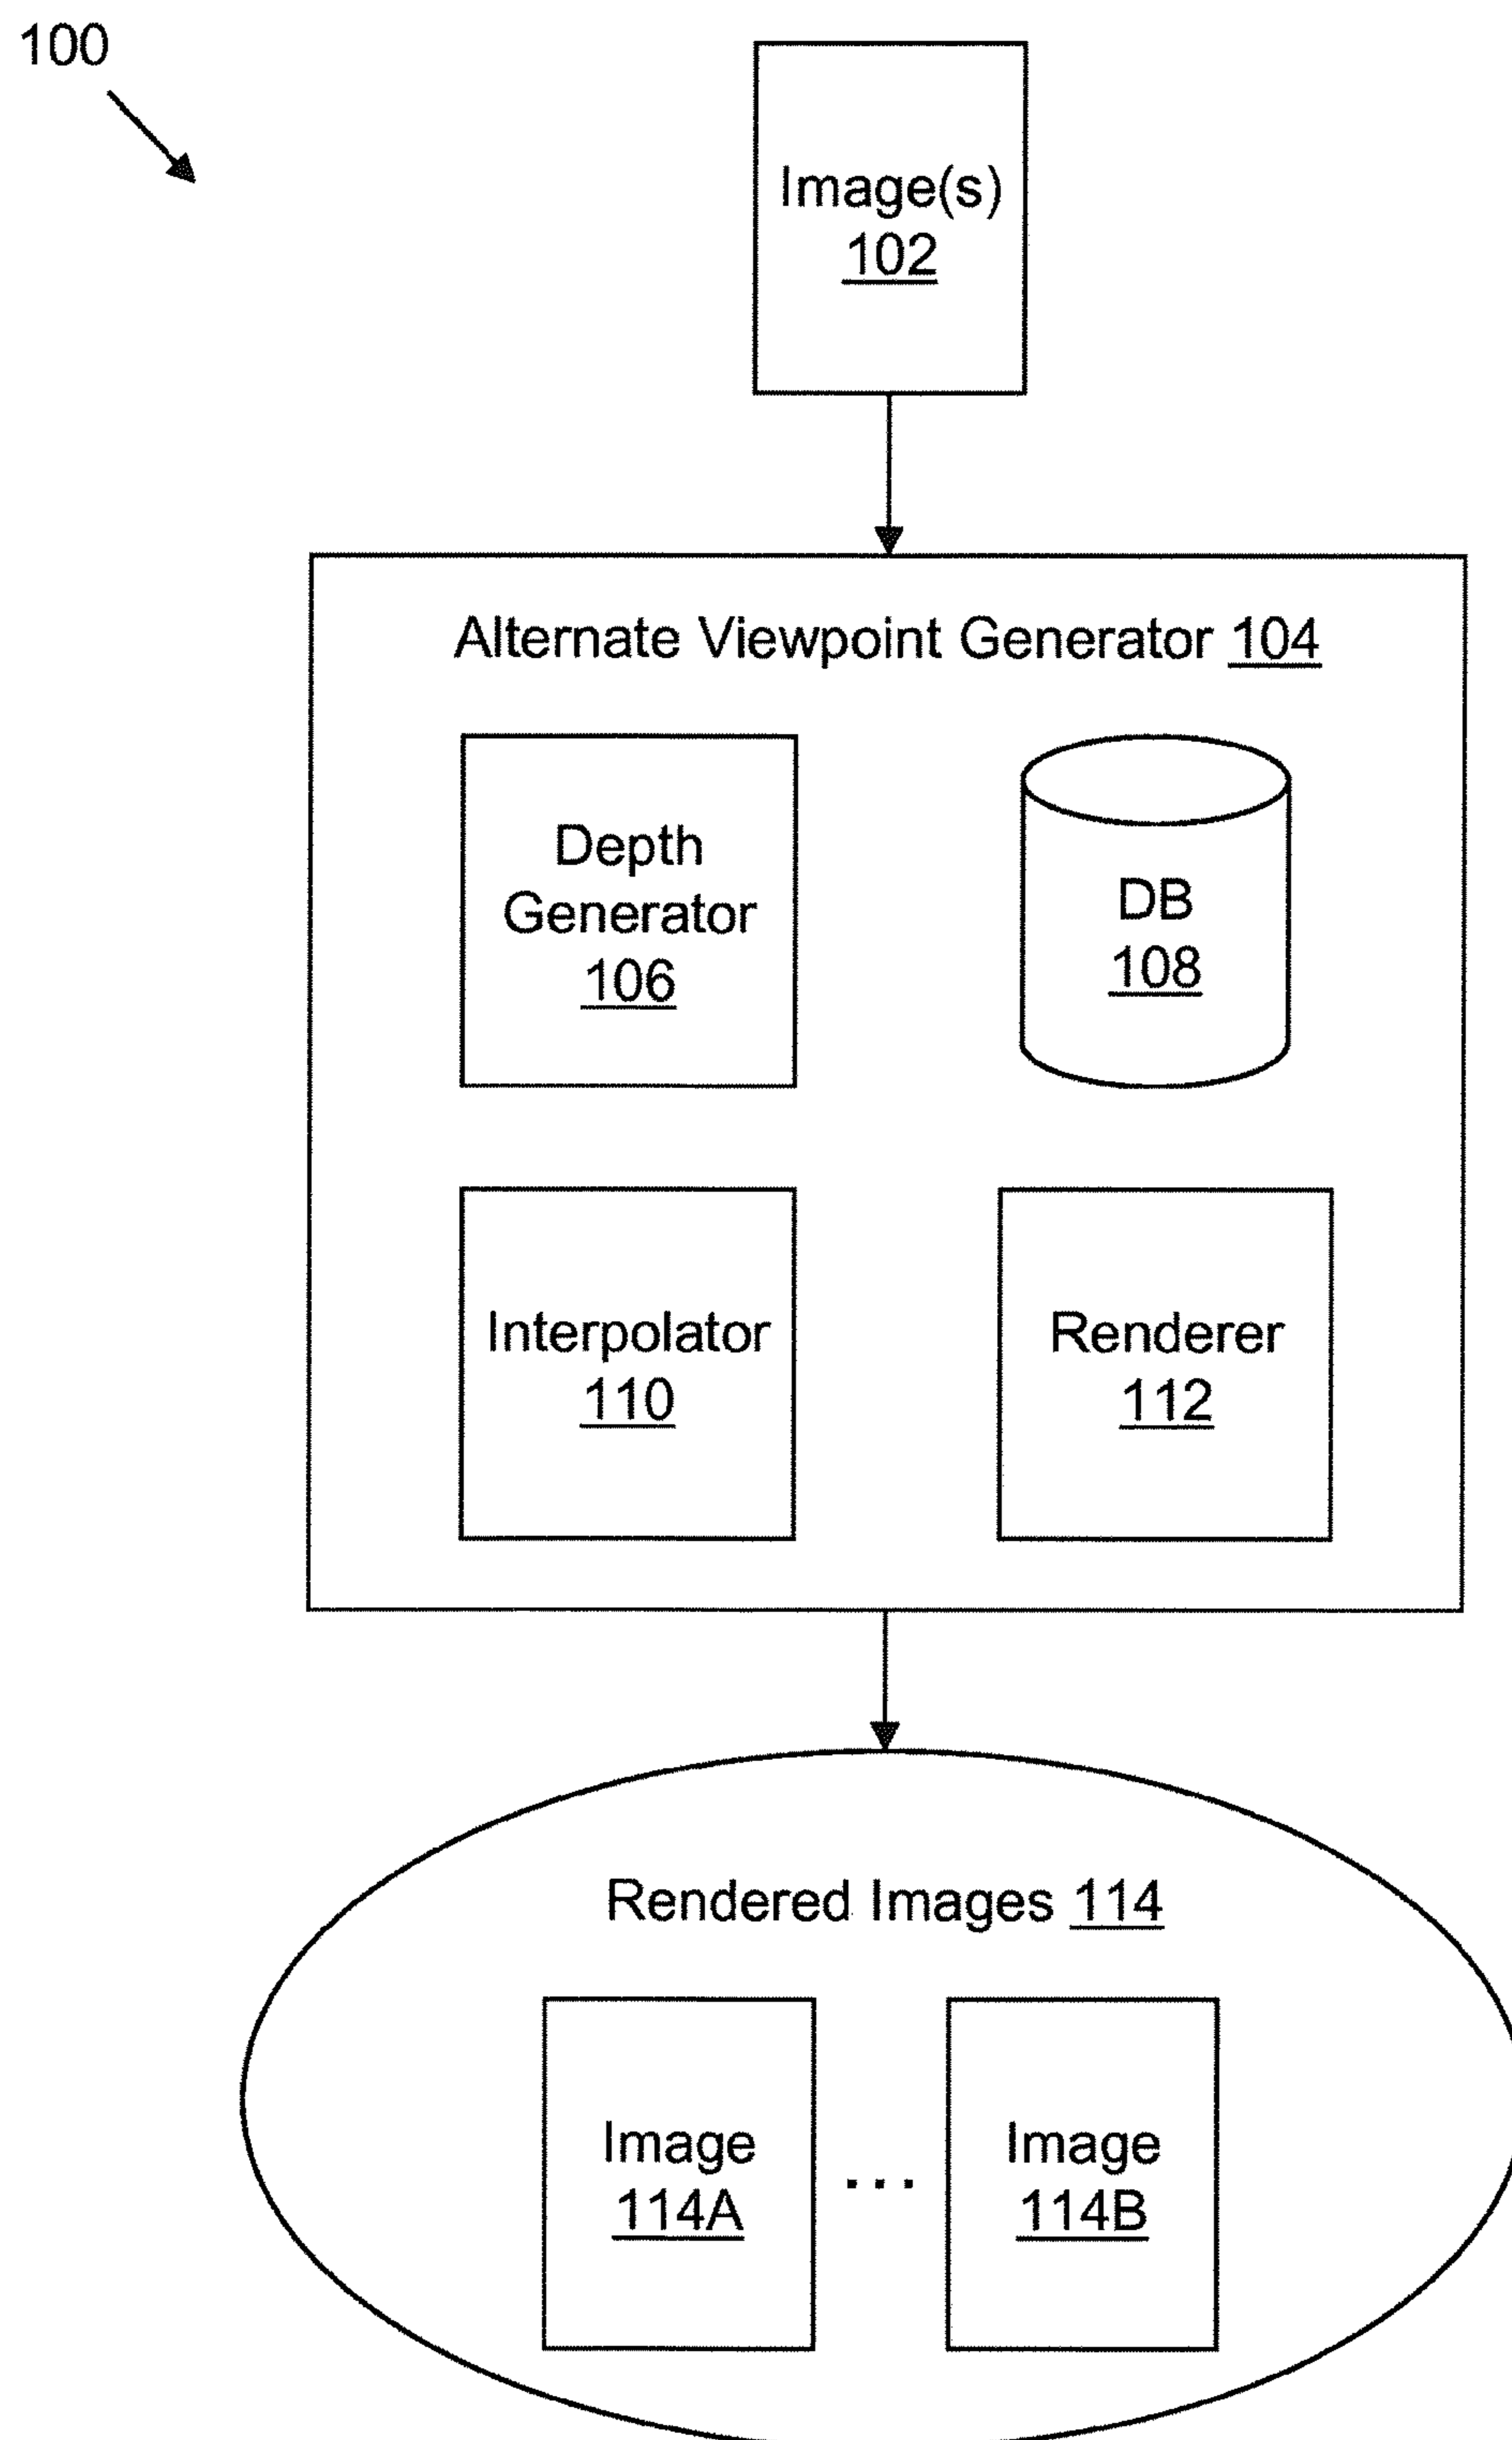 100
Image(s)
102
Alternate Viewpoint Generator 104
Depth
Generator
106
DB
108
Interpolator
110
Renderer
112
Rendered Images 114
Image
114A
...
Image
114B